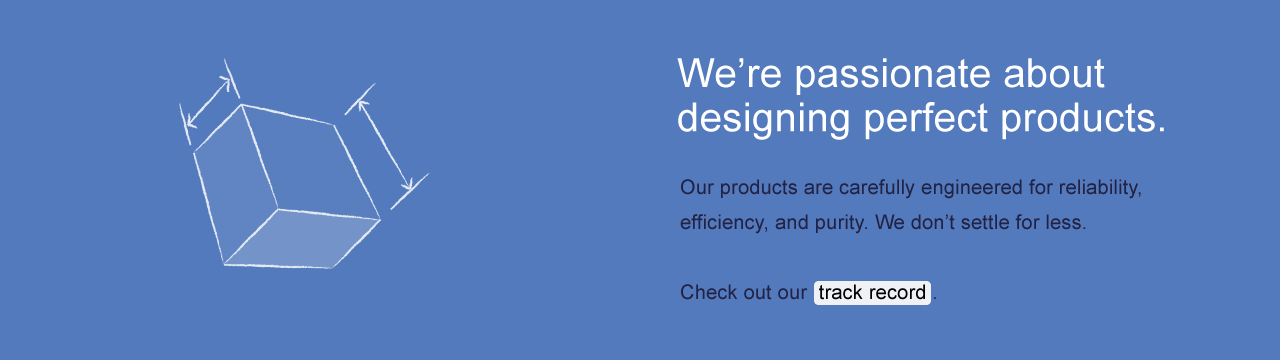 We’re passionate about
designing perfect products.
Our products are carefully engineered for reliability,
efficiency, and purity. We don’t settle for less.
Check out our track record.